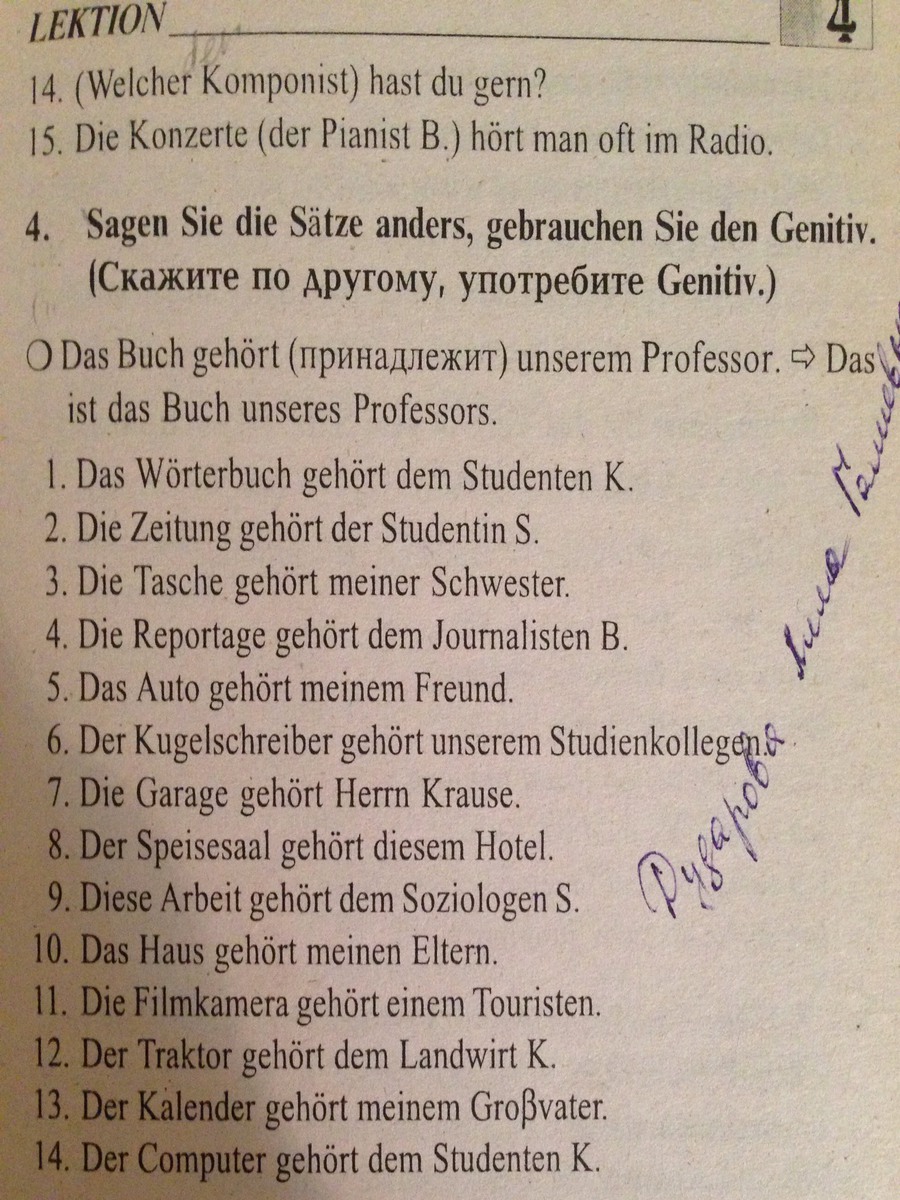 LEKTION 4
14. (Welcher Komponist) hast du gern?
15. Die Konzerte (der Pianist B.) hört man oft im Radio.
4. Sagen Sie die Sätze anders, gebrauchen Sie den Genitiv.
(Скажите по другому, употребите Genitiv.)
O Das Buch gehört (принадлежит) unserem Professor. ⇨ Das
ist das Buch unseres Professors.
1. Das Wörterbuch gehört dem Studenten K.
2. Die Zeitung gehört der Studentin S.
3. Die Tasche gehört meiner Schwester.
4. Die Reportage gehört dem Journalisten B.
5. Das Auto gehört meinem Freund.
6. Der Kugelschreiber gehört unserem Studienkollegen.
7. Die Garage gehört Herrn Krause.
8. Der Speisesaal gehört diesem Hotel.
9. Diese Arbeit gehört dem Soziologen S.
10. Das Haus gehört meinen Eltern.
11. Die Filmkamera gehört einem Touristen.
12. Der Traktor gehört dem Landwirt K.
13. Der Kalender gehört meinem Großvater.
14. Der Computer gehört dem Studenten K.